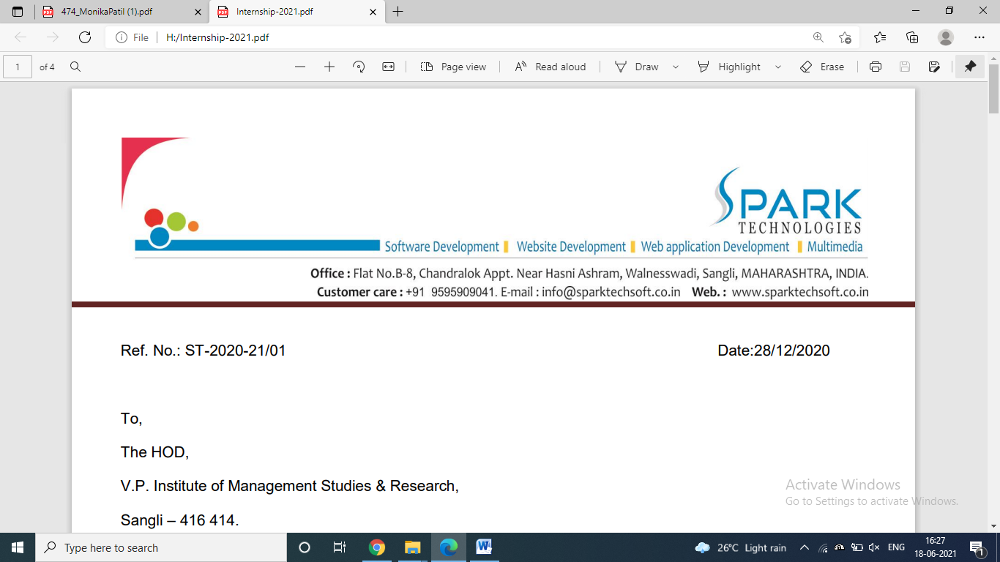 474_MonikaPatil (1).pdf
Internship-2021.pdf
File
H:/Internship-2021.pdf
1 of 4
Page view
Read aloud
Draw
Highlight
Erase
SPARK
TECHNOLOGIES
Software Development Website Development Web application Development Multimedia
Office : Flat No.B-8, Chandralok Appt. Near Hasni Ashram, Walnesswadi, Sangli, MAHARASHTRA, INDIA.
Customer care : +91 9595909041. E-mail : info@sparktechsoft.co.in Web. : www.sparktechsoft.co.in
Ref. No.: ST-2020-21/01 Date:28/12/2020
To,
The HOD,
V.P. Institute of Management Studies & Research,
Sangli – 416 414.
Activate Windows
Go to Settings to activate Windows.
Type here to search
26°C Light rain
ENG
16:27
18-06-2021
1